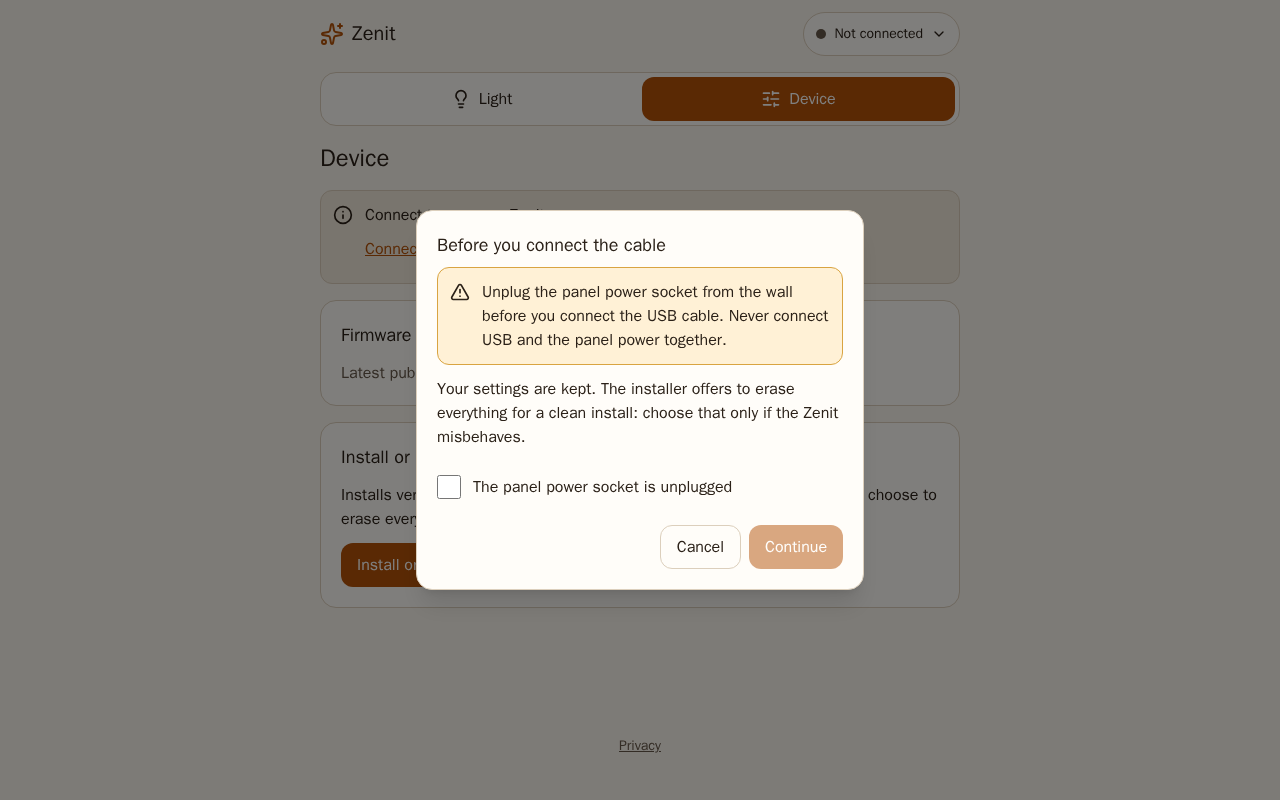 Zenit
Not connected
Light
Device
Device
Connect
Connec
Before you connect the cable
Unplug the panel power socket from the wall
before you connect the USB cable. Never connect
USB and the panel power together.
Firmware
Latest pub
Your settings are kept. The installer offers to erase
everything for a clean install: choose that only if the Zenit
misbehaves.
Install or
Installs ver
choose to
erase every
The panel power socket is unplugged
Cancel
Continue
Install or
Privacy